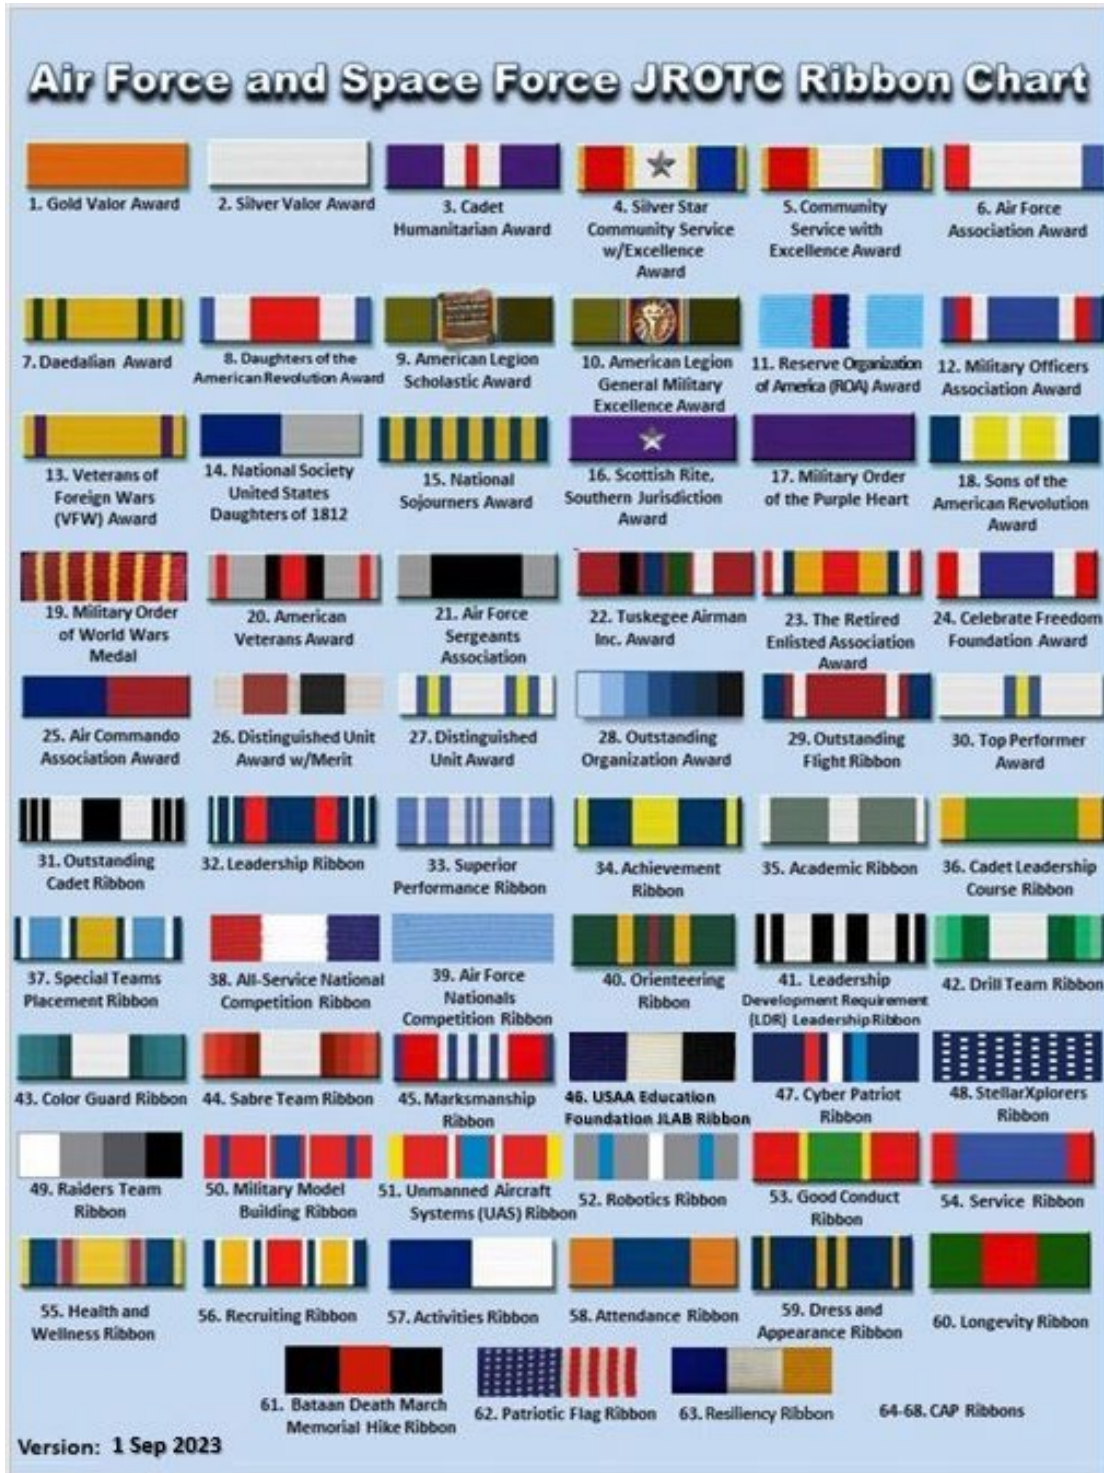 Air Force and Space Force JROTC Ribbon Chart
1. Gold Valor Award
2. Silver Valor Award
3. Cadet
Humanitarian Award
4. Silver Star
Community Service
w/Excellence
Award
5. Community
Service with
Excellence Award
6. Air Force
Association Award
7. Daedalian Award
8. Daughters of the
American Revolution Award
9. American Legion
Scholastic Award
10. American Legion
General Military
Excellence Award
11. Reserve Organization
of America (ROA) Award
12. Military Officers
Association Award
13. Veterans of
Foreign Wars
(VFW) Award
14. National Society
United States
Daughters of 1812
15. National
Sojourners Award
16. Scottish Rite,
Southern Jurisdiction
Award
17. Military Order
of the Purple Heart
18. Sons of the
American Revolution
Award
19. Military Order
of World Wars
Medal
20. American
Veterans Award
21. Air Force
Sergeants
Association
22. Tuskegee Airman
Inc. Award
23. The Retired
Enlisted Association
Award
24. Celebrate Freedom
Foundation Award
25. Air Commando
Association Award
26. Distinguished Unit
Award w/Merit
27. Distinguished
Unit Award
28. Outstanding
Organization Award
29. Outstanding
Flight Ribbon
30. Top Performer
Award
31. Outstanding
Cadet Ribbon
32. Leadership Ribbon
33. Superior
Performance Ribbon
34. Achievement
Ribbon
35. Academic Ribbon
36. Cadet Leadership
Course Ribbon
37. Special Teams
Placement Ribbon
38. All-Service National
Competition Ribbon
39. Air Force
Nationals
Competition Ribbon
40. Orienteering
Ribbon
41. Leadership
Development Requirement
(LDR) Leadership Ribbon
42. Drill Team Ribbon
43. Color Guard Ribbon
44. Sabre Team Ribbon
45. Marksmanship
Ribbon
46. USAA Education
Foundation JLAB Ribbon
47. Cyber Patriot
Ribbon
48. StellarXplorers
Ribbon
49. Raiders Team
Ribbon
50. Military Model
Building Ribbon
51. Unmanned Aircraft
Systems (UAS) Ribbon
52. Robotics Ribbon
53. Good Conduct
Ribbon
54. Service Ribbon
55. Health and
Wellness Ribbon
56. Recruiting Ribbon
57. Activities Ribbon
58. Attendance Ribbon
59. Dress and
Appearance Ribbon
60. Longevity Ribbon
61. Bataan Death March
Memorial Hike Ribbon
62. Patriotic Flag Ribbon
63. Resiliency Ribbon
64-68. CAP Ribbons
Version: 1 Sep 2023